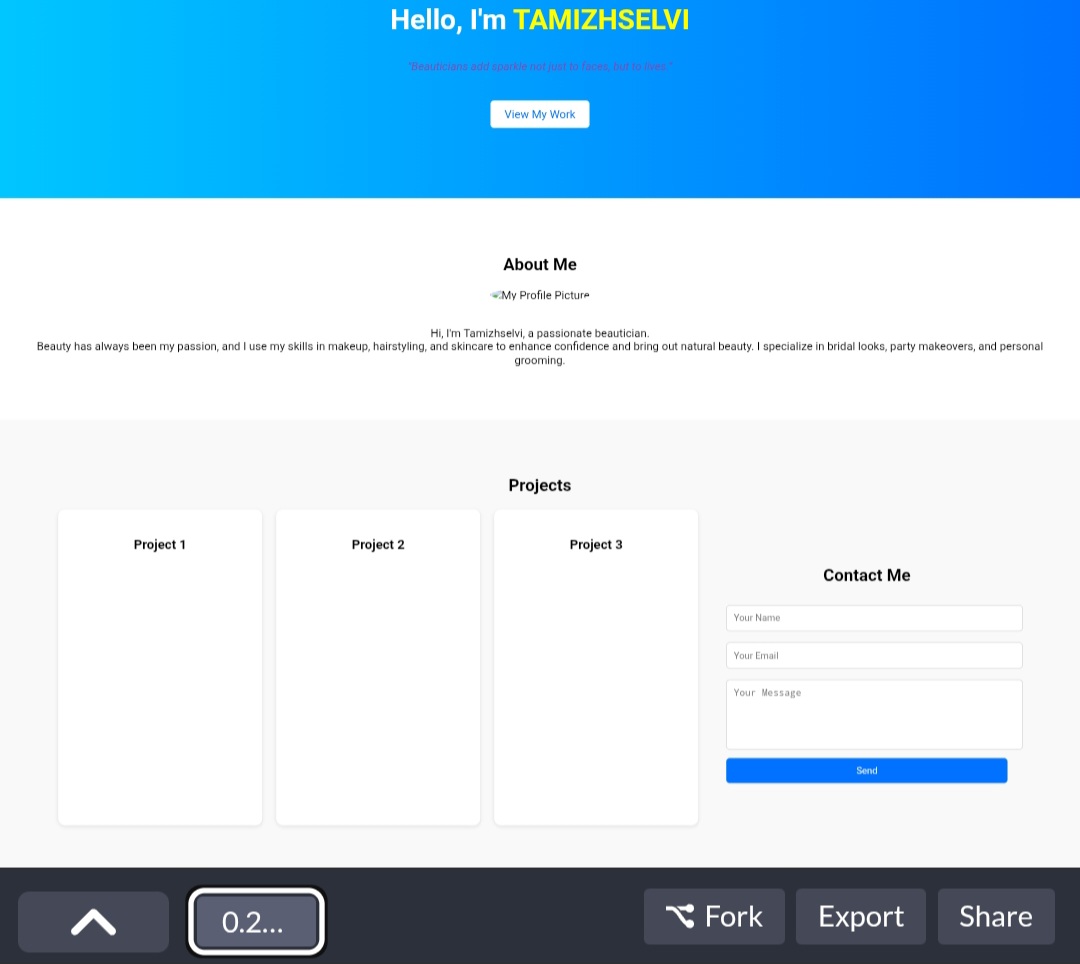 Hello, I'm TAMIZHSELVI
"Beauticians add sparkle not just to faces, but to lives."
View My Work
About Me
My Profile Picture
Hi, I'm Tamizhselvi, a passionate beautician.
Beauty has always been my passion, and I use my skills in makeup, hairstyling, and skincare to enhance confidence and bring out natural beauty. I specialize in bridal looks, party makeovers, and personal
grooming.
Projects
Project 1
Project 2
Project 3
Contact Me
Your Name
Your Email
Your Message
Send
0.2...
Fork
Export
Share